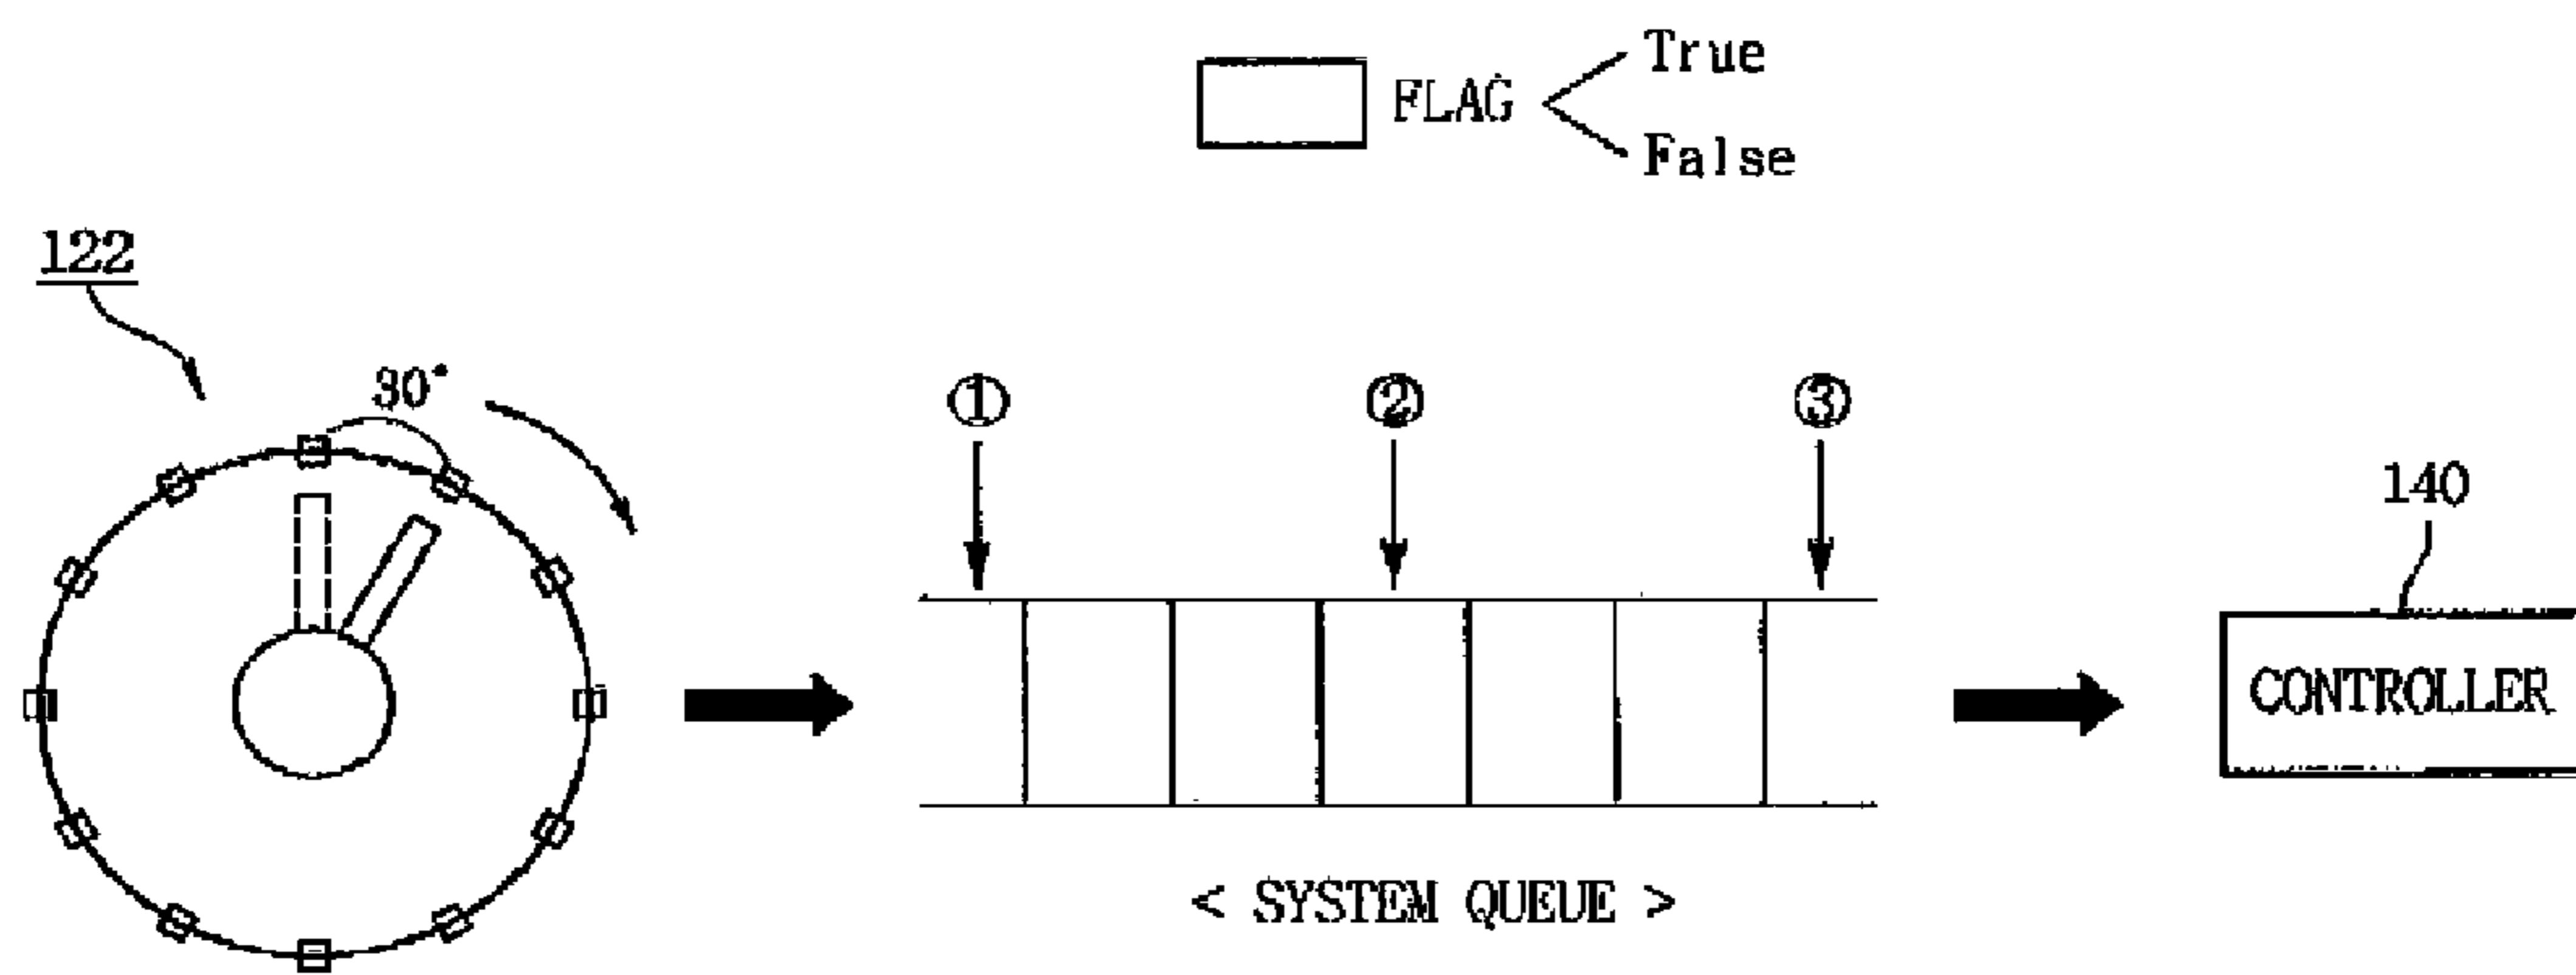 True
FLAG
False
122
30°
① ② ③
140
CONTROLLER
< SYSTEM QUEUE >